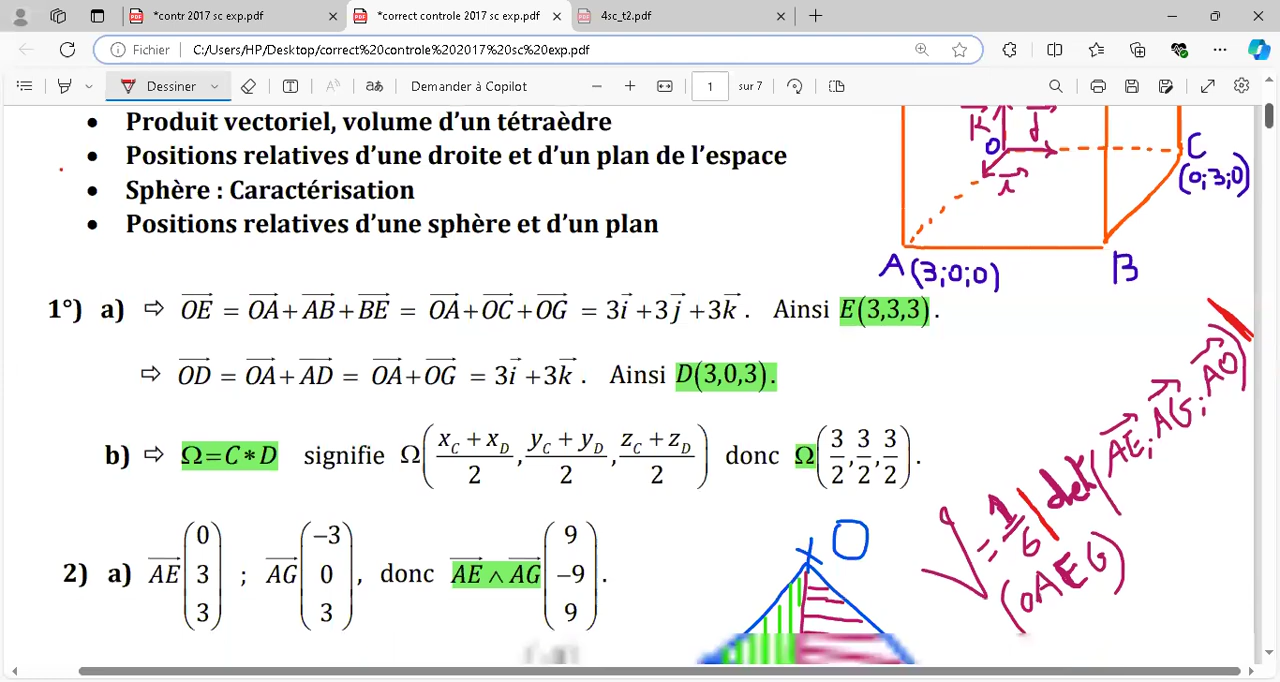 *contr 2017 sc exp.pdf
*correct controle 2017 sc exp.pdf
4sc_t2.pdf
Fichier C:/Users/HP/Desktop/correct%20controle%202017%20sc%20exp.pdf
Dessiner
aあ
Demander à Copilot
1 sur 7
• Produit vectoriel, volume d'un tétraèdre
• Positions relatives d'une droite et d'un plan de l'espace
• Sphère : Caractérisation
• Positions relatives d'une sphère et d'un plan
k⃗ j⃗
O
i⃗
C
(0;3;0)
A(3;0;0)
B
1°) a) ⇨ OE⃗ = OA⃗ + AB⃗ + BE⃗ = OA⃗ + OC⃗ + OG⃗ = 3i⃗ + 3j⃗ + 3k⃗ . Ainsi E(3,3,3).
⇨ OD⃗ = OA⃗ + AD⃗ = OA⃗ + OG⃗ = 3i⃗ + 3k⃗ . Ainsi D(3,0,3).
b) ⇨ Ω = C * D signifie Ω((x_C + x_D)/2, (y_C + y_D)/2, (z_C + z_D)/2) donc Ω(3/2, 3/2, 3/2).
2) a) AE⃗ (0 3 3) ; AG⃗ (−3 0 3), donc AE⃗ ∧ AG⃗ (9 −9 9).
O
V = 1/6 |det(AE⃗; AG⃗; AO⃗)|
(OAEG)